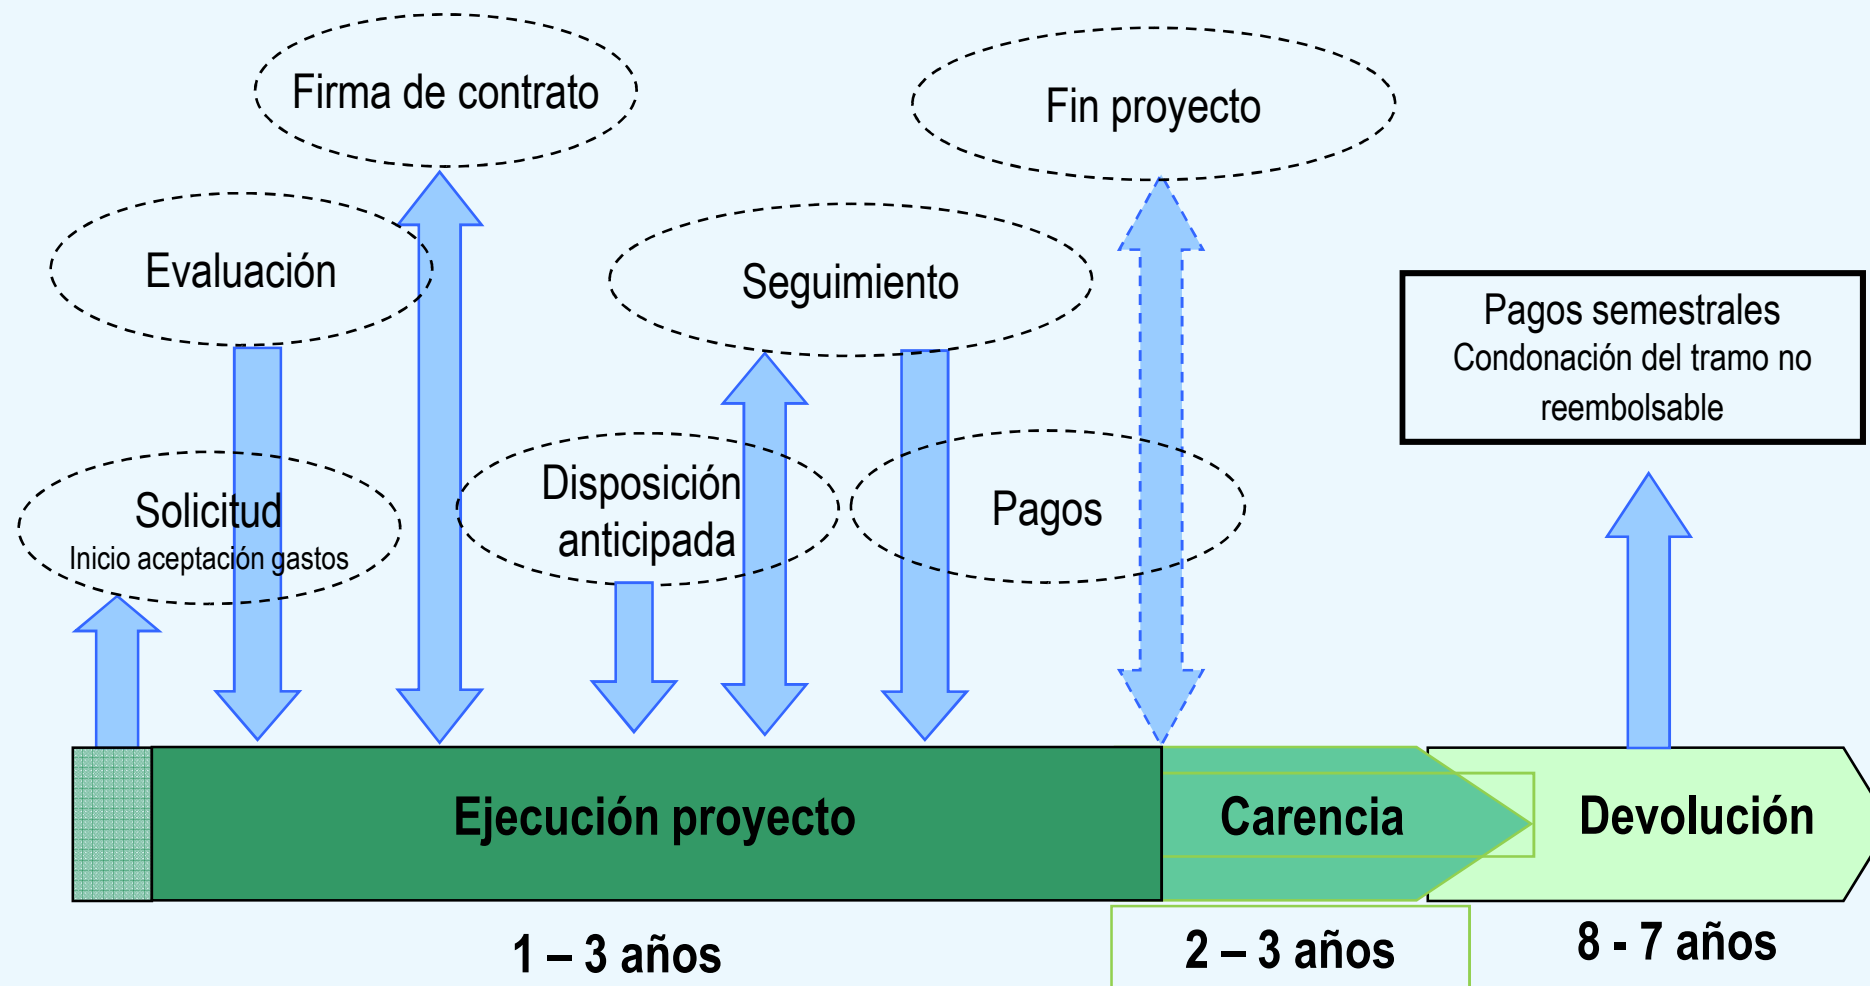 Firma de contrato
Fin proyecto
Evaluación
Seguimiento
Pagos semestrales
Condonación del tramo no
reembolsable
Solicitud
Inicio aceptación gastos
Disposición
anticipada
Pagos
Ejecución proyecto
Carencia
Devolución
1 – 3 años
2 – 3 años
8 - 7 años